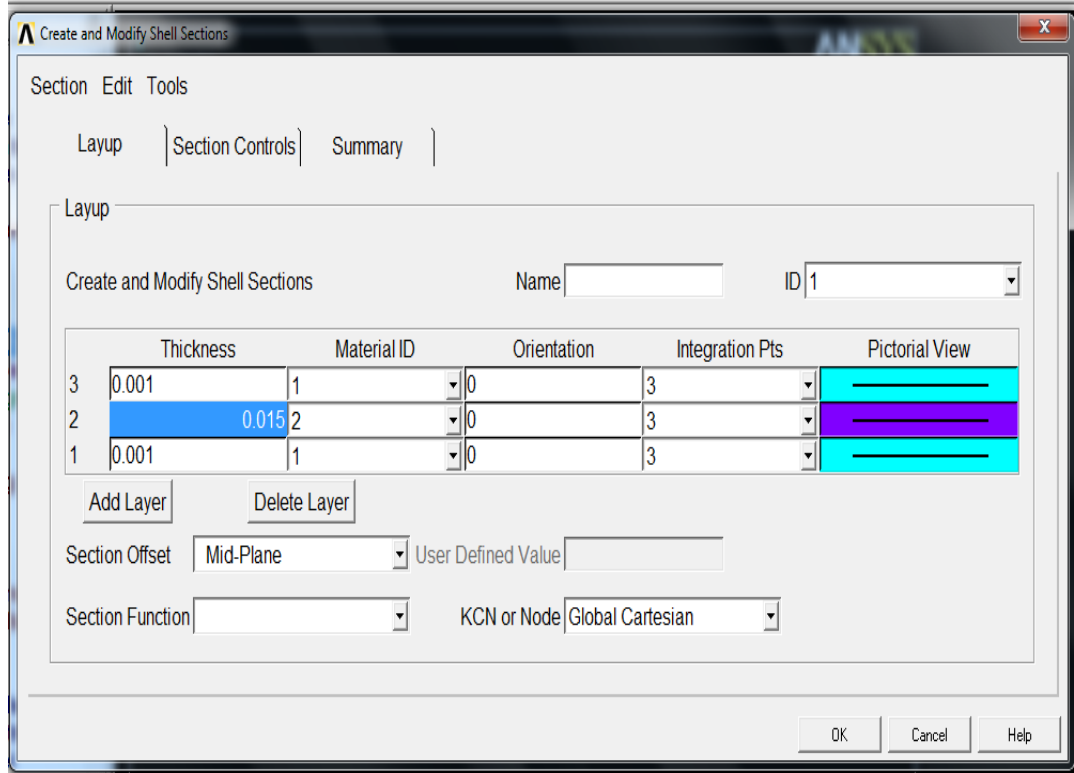 Create and Modify Shell Sections
ANSYS
Section Edit Tools
Layup Section Controls Summary
Layup
Create and Modify Shell Sections Name ID 1
Thickness Material ID Orientation Integration Pts Pictorial View
3 0.001 1 0 3
2 0.015 2 0 3
1 0.001 1 0 3
Add Layer Delete Layer
Section Offset Mid-Plane User Defined Value
Section Function KCN or Node Global Cartesian
OK Cancel Help